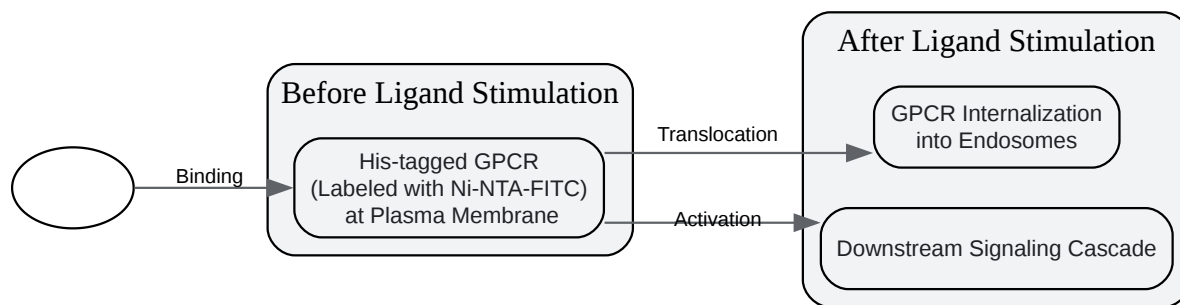 After Ligand Stimulation
Before Ligand Stimulation
GPCR Internalization
into Endosomes
Translocation
His-tagged GPCR
(Labeled with Ni-NTA-FITC)
at Plasma Membrane
Binding
Activation
Downstream Signaling Cascade